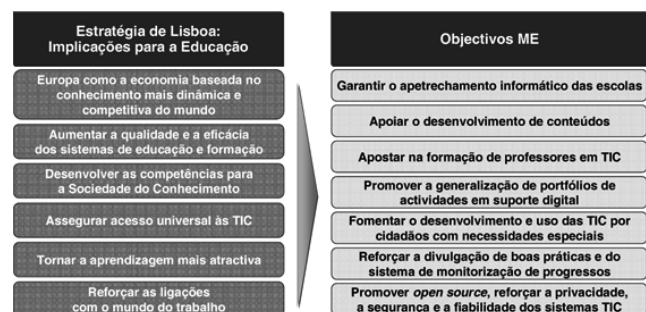 Estratégia de Lisboa:
Implicações para a Educação
Europa como a economia baseada no
conhecimento mais dinâmica e
competitiva do mundo
Aumentar a qualidade e a eficácia
dos sistemas de educação e formação
Desenvolver as competências para
a Sociedade do Conhecimento
Assegurar acesso universal às TIC
Tornar a aprendizagem mais atractiva
Reforçar as ligações
com o mundo do trabalho
Objectivos ME
Garantir o apetrechamento informático das escolas
Apoiar o desenvolvimento de conteúdos
Apostar na formação de professores em TIC
Promover a generalização de portfólios de
actividades em suporte digital
Fomentar o desenvolvimento e uso das TIC por
cidadãos com necessidades especiais
Reforçar a divulgação de boas práticas e do
sistema de monitorização de progressos
Promover open source, reforçar a privacidade,
a segurança e a fiabilidade dos sistemas TIC